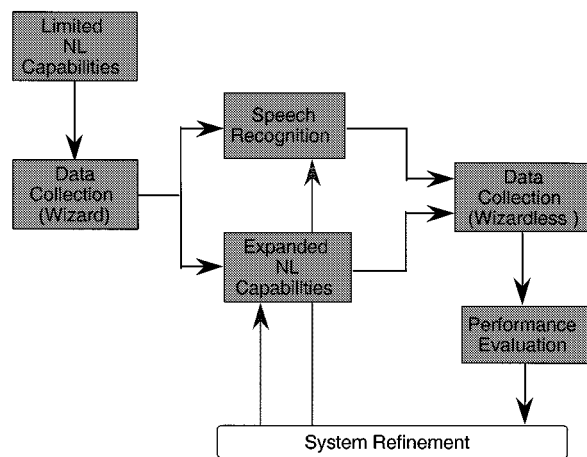 Limited
NL
Capabilities
Speech
Recognition
Data
Collection
(Wizard)
Data
Collection
(Wizardless )
Expanded
NL
Capabilities
Performance
Evaluation
System Refinement